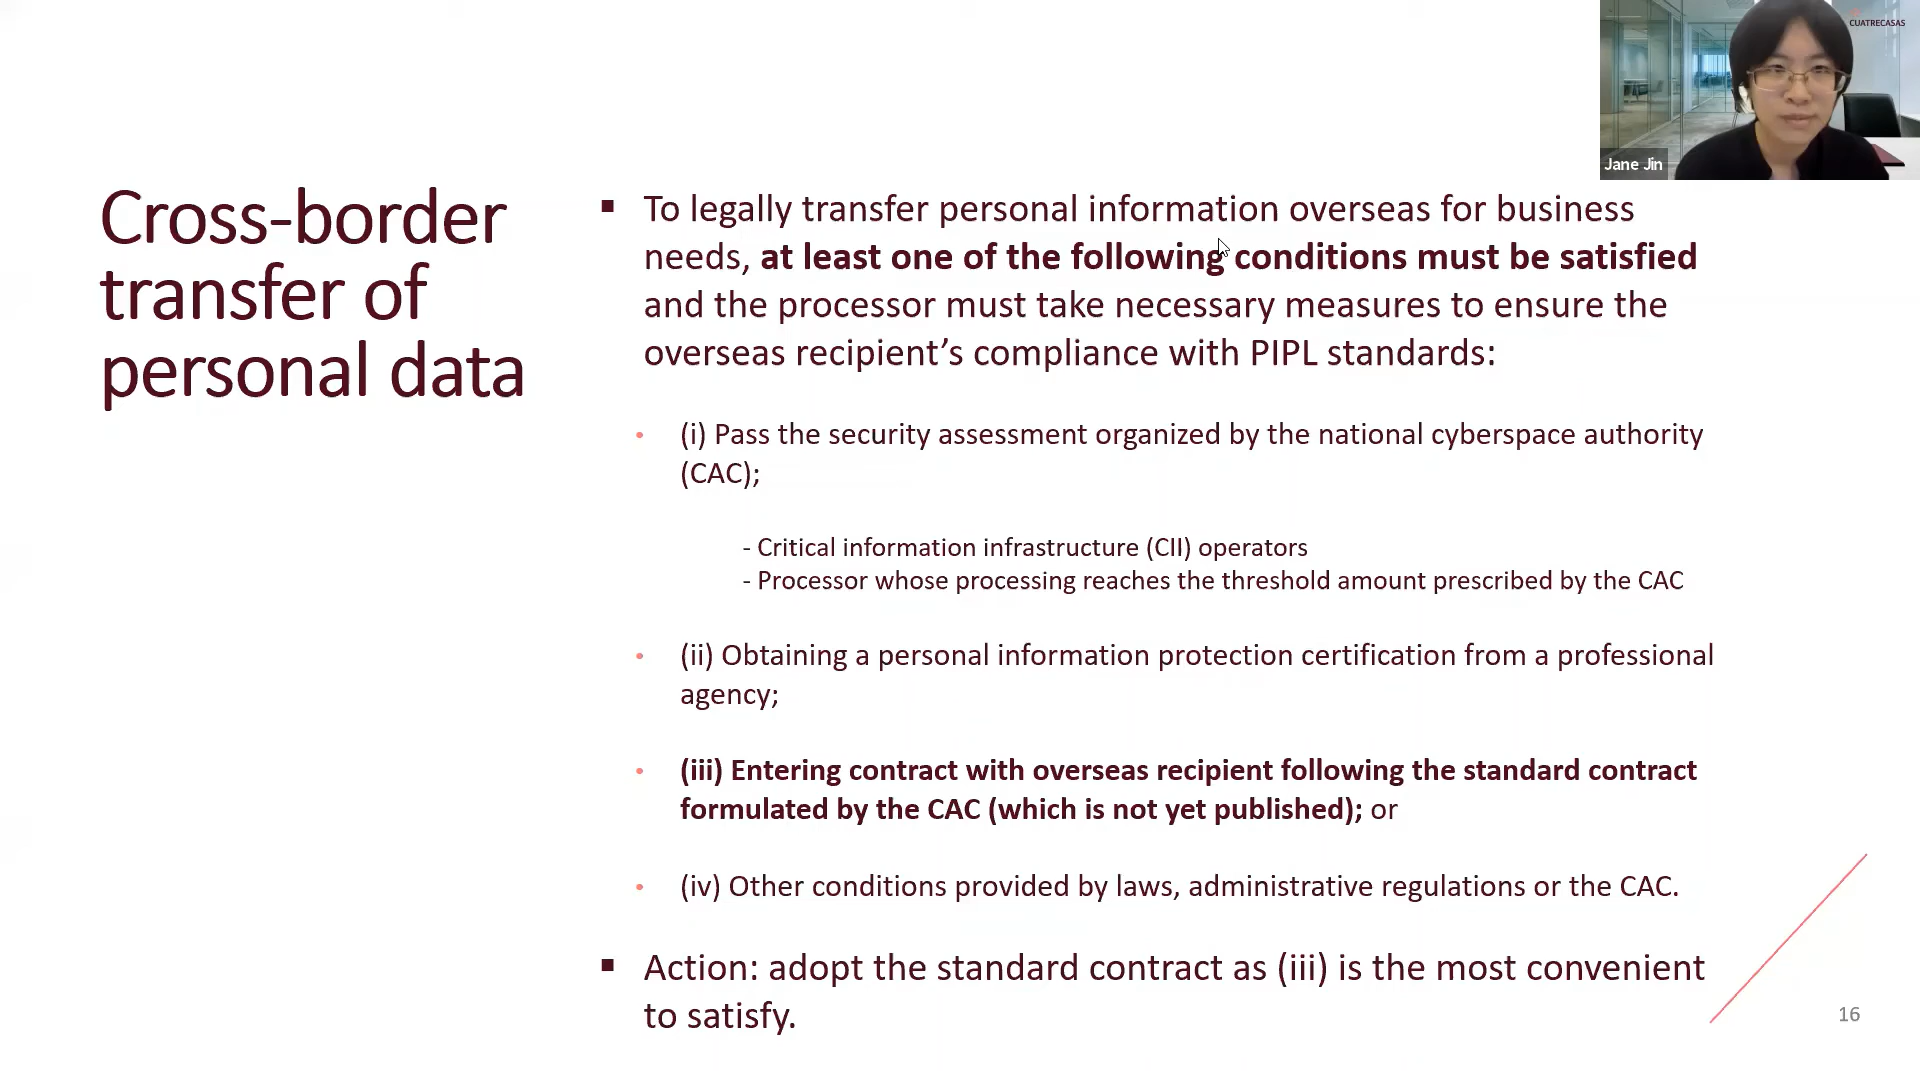 CUATRECASAS
Jane Jin
Cross-border
transfer of
personal data
▪ To legally transfer personal information overseas for business
needs, at least one of the following conditions must be satisfied
and the processor must take necessary measures to ensure the
overseas recipient’s compliance with PIPL standards:
• (i) Pass the security assessment organized by the national cyberspace authority
(CAC);
- Critical information infrastructure (CII) operators
- Processor whose processing reaches the threshold amount prescribed by the CAC
• (ii) Obtaining a personal information protection certification from a professional
agency;
• (iii) Entering contract with overseas recipient following the standard contract
formulated by the CAC (which is not yet published); or
• (iv) Other conditions provided by laws, administrative regulations or the CAC.
▪ Action: adopt the standard contract as (iii) is the most convenient
to satisfy.
16